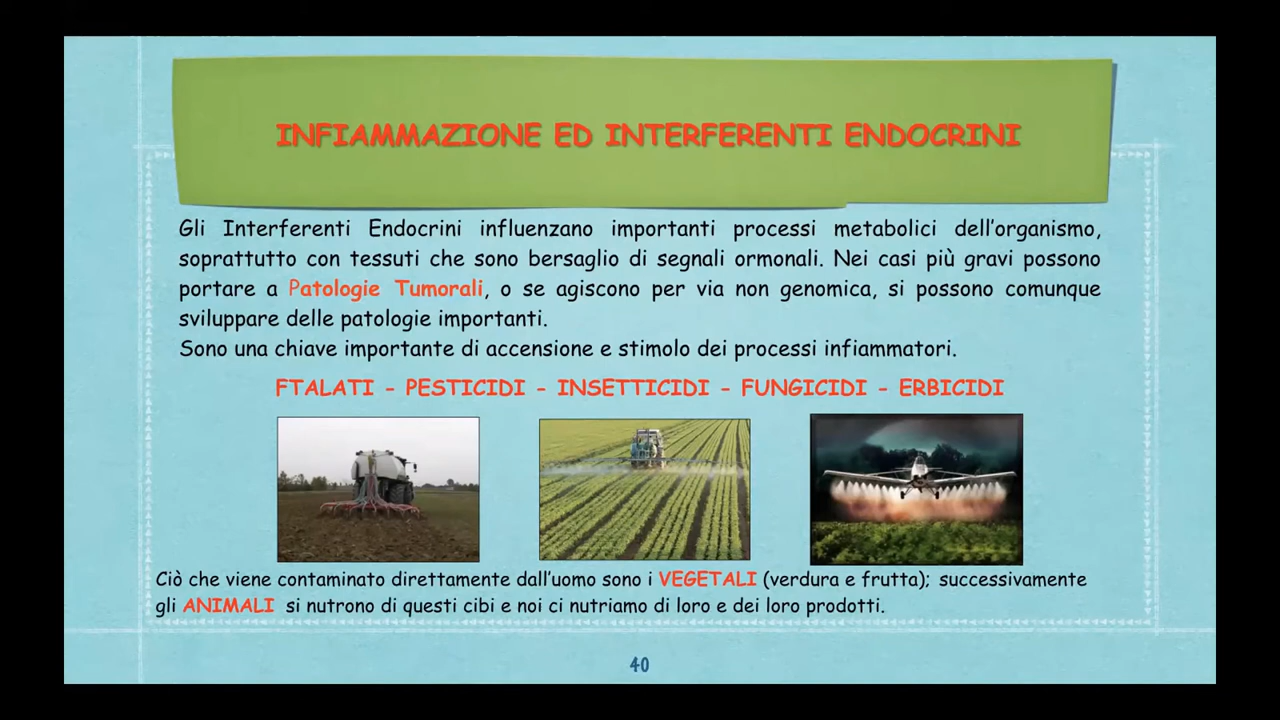 INFIAMMAZIONE ED INTERFERENTI ENDOCRINI
Gli Interferenti Endocrini influenzano importanti processi metabolici dell'organismo,
soprattutto con tessuti che sono bersaglio di segnali ormonali. Nei casi più gravi possono
portare a Patologie Tumorali, o se agiscono per via non genomica, si possono comunque
sviluppare delle patologie importanti.
Sono una chiave importante di accensione e stimolo dei processi infiammatori.
FTALATI - PESTICIDI - INSETTICIDI - FUNGICIDI - ERBICIDI
Ciò che viene contaminato direttamente dall'uomo sono i VEGETALI (verdura e frutta); successivamente
gli ANIMALI si nutrono di questi cibi e noi ci nutriamo di loro e dei loro prodotti.
40